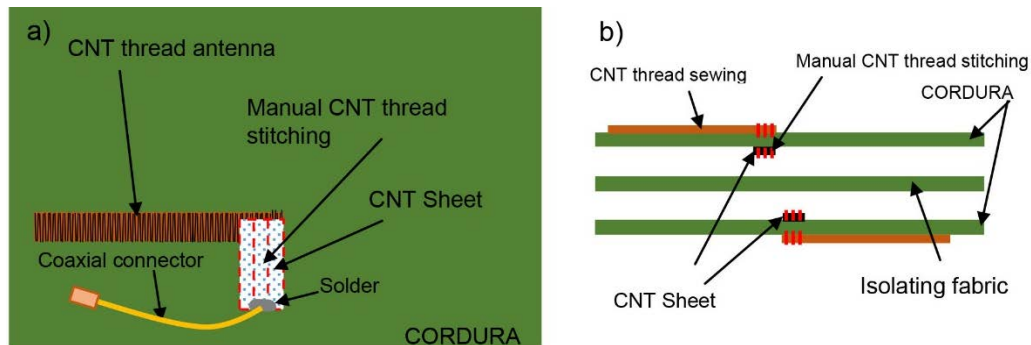 a)
CNT thread antenna
Manual CNT thread
stitching
CNT Sheet
Coaxial connector
Solder
CORDURA
b)
Manual CNT thread stitching
CNT thread sewing
CORDURA
CNT Sheet
Isolating fabric